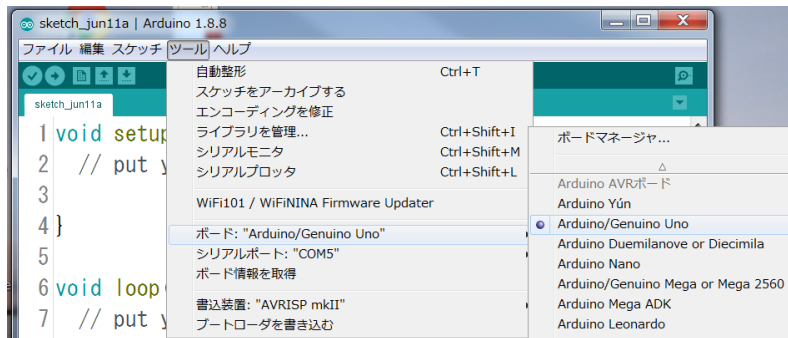 sketch_jun11a | Arduino 1.8.8
ファイル 編集 スケッチ ツール ヘルプ
sketch_jun11a
1 void setup
2 // put y
3
4 }
5
6 void loop
7 // put y
自動整形 Ctrl+T
スケッチをアーカイブする
エンコーディングを修正
ライブラリを管理... Ctrl+Shift+I
シリアルモニタ Ctrl+Shift+M
シリアルプロッタ Ctrl+Shift+L
WiFi101 / WiFiNINA Firmware Updater
ボード: "Arduino/Genuino Uno"
シリアルポート: "COM5"
ボード情報を取得
書込装置: "AVRISP mkII"
ブートローダを書き込む
ボードマネージャ...
Arduino AVRボード
Arduino Yún
Arduino/Genuino Uno
Arduino Duemilanove or Diecimila
Arduino Nano
Arduino/Genuino Mega or Mega 2560
Arduino Mega ADK
Arduino Leonardo